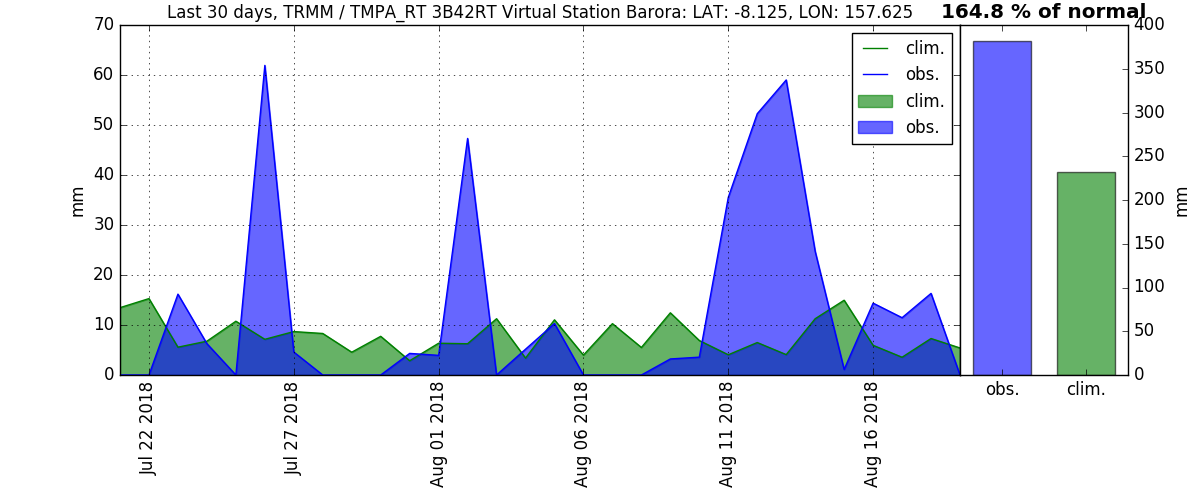 Last 30 days, TRMM / TMPA_RT 3B42RT Virtual Station Barora: LAT: -8.125, LON: 157.625
164.8 % of normal
70
60
50
40
30
20
10
0
mm
clim.
obs.
clim.
obs.
Jul 22 2018
Jul 27 2018
Aug 01 2018
Aug 06 2018
Aug 11 2018
Aug 16 2018
400
350
300
250
200
150
100
50
0
mm
obs.
clim.